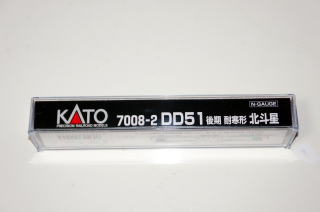 N-GAUGE
KATO
PRECISION RAILROAD MODELS
7008-2 DD51 後期 耐寒形 北斗星